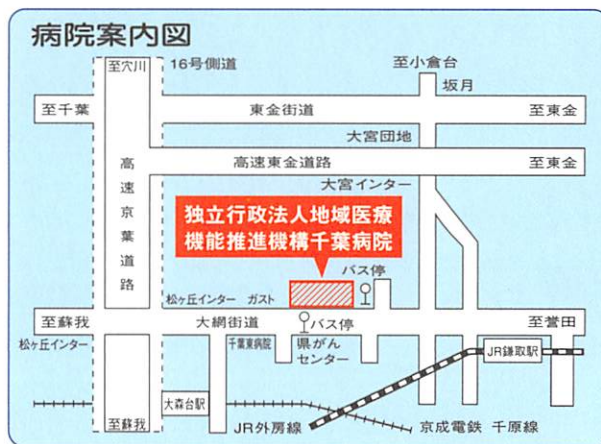 病院案内図
至穴川
16号側道
至小倉台
坂月
至千葉
東金街道
至東金
大宮団地
高速東金道路
至東金
大宮インター
高速京葉道路
独立行政法人地域医療
機能推進機構千葉病院
バス停
松ヶ丘インター
ガスト
至蘇我
大網街道
バス停
至誉田
松ヶ丘インター
千葉東病院
県がん
センター
JR鎌取駅
大森台駅
至蘇我
JR外房線
京成電鉄 千原線